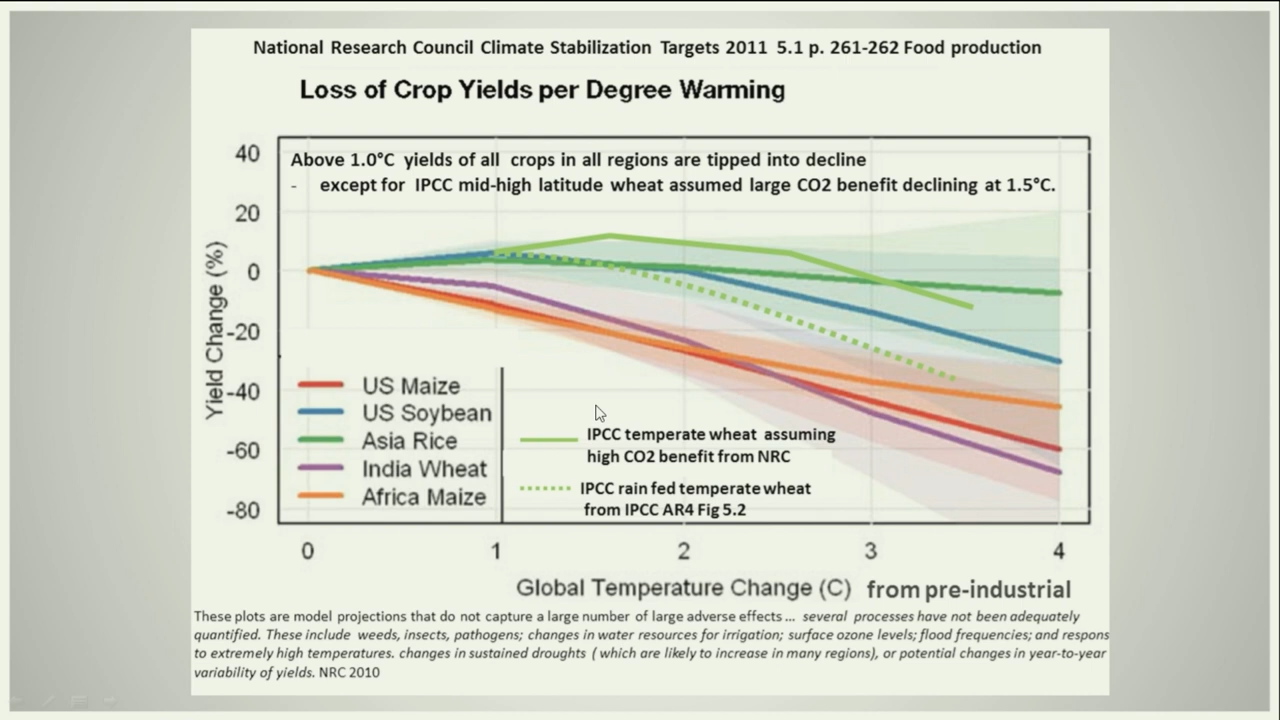 National Research Council Climate Stabilization Targets 2011 5.1 p. 261-262 Food production
Loss of Crop Yields per Degree Warming
Above 1.0°C yields of all crops in all regions are tipped into decline
- except for IPCC mid-high latitude wheat assumed large CO2 benefit declining at 1.5°C.
40
20
0
-20
-40
-60
-80
Yield Change (%)
US Maize
US Soybean
Asia Rice
India Wheat
Africa Maize
IPCC temperate wheat assuming
high CO2 benefit from NRC
IPCC rain fed temperate wheat
from IPCC AR4 Fig 5.2
0 1 2 3 4
Global Temperature Change (C) from pre-industrial
These plots are model projections that do not capture a large number of large adverse effects ... several processes have not been adequately
quantified. These include weeds, insects, pathogens; changes in water resources for irrigation; surface ozone levels; flood frequencies; and respons
to extremely high temperatures. changes in sustained droughts ( which are likely to increase in many regions), or potential changes in year-to-year
variability of yields. NRC 2010